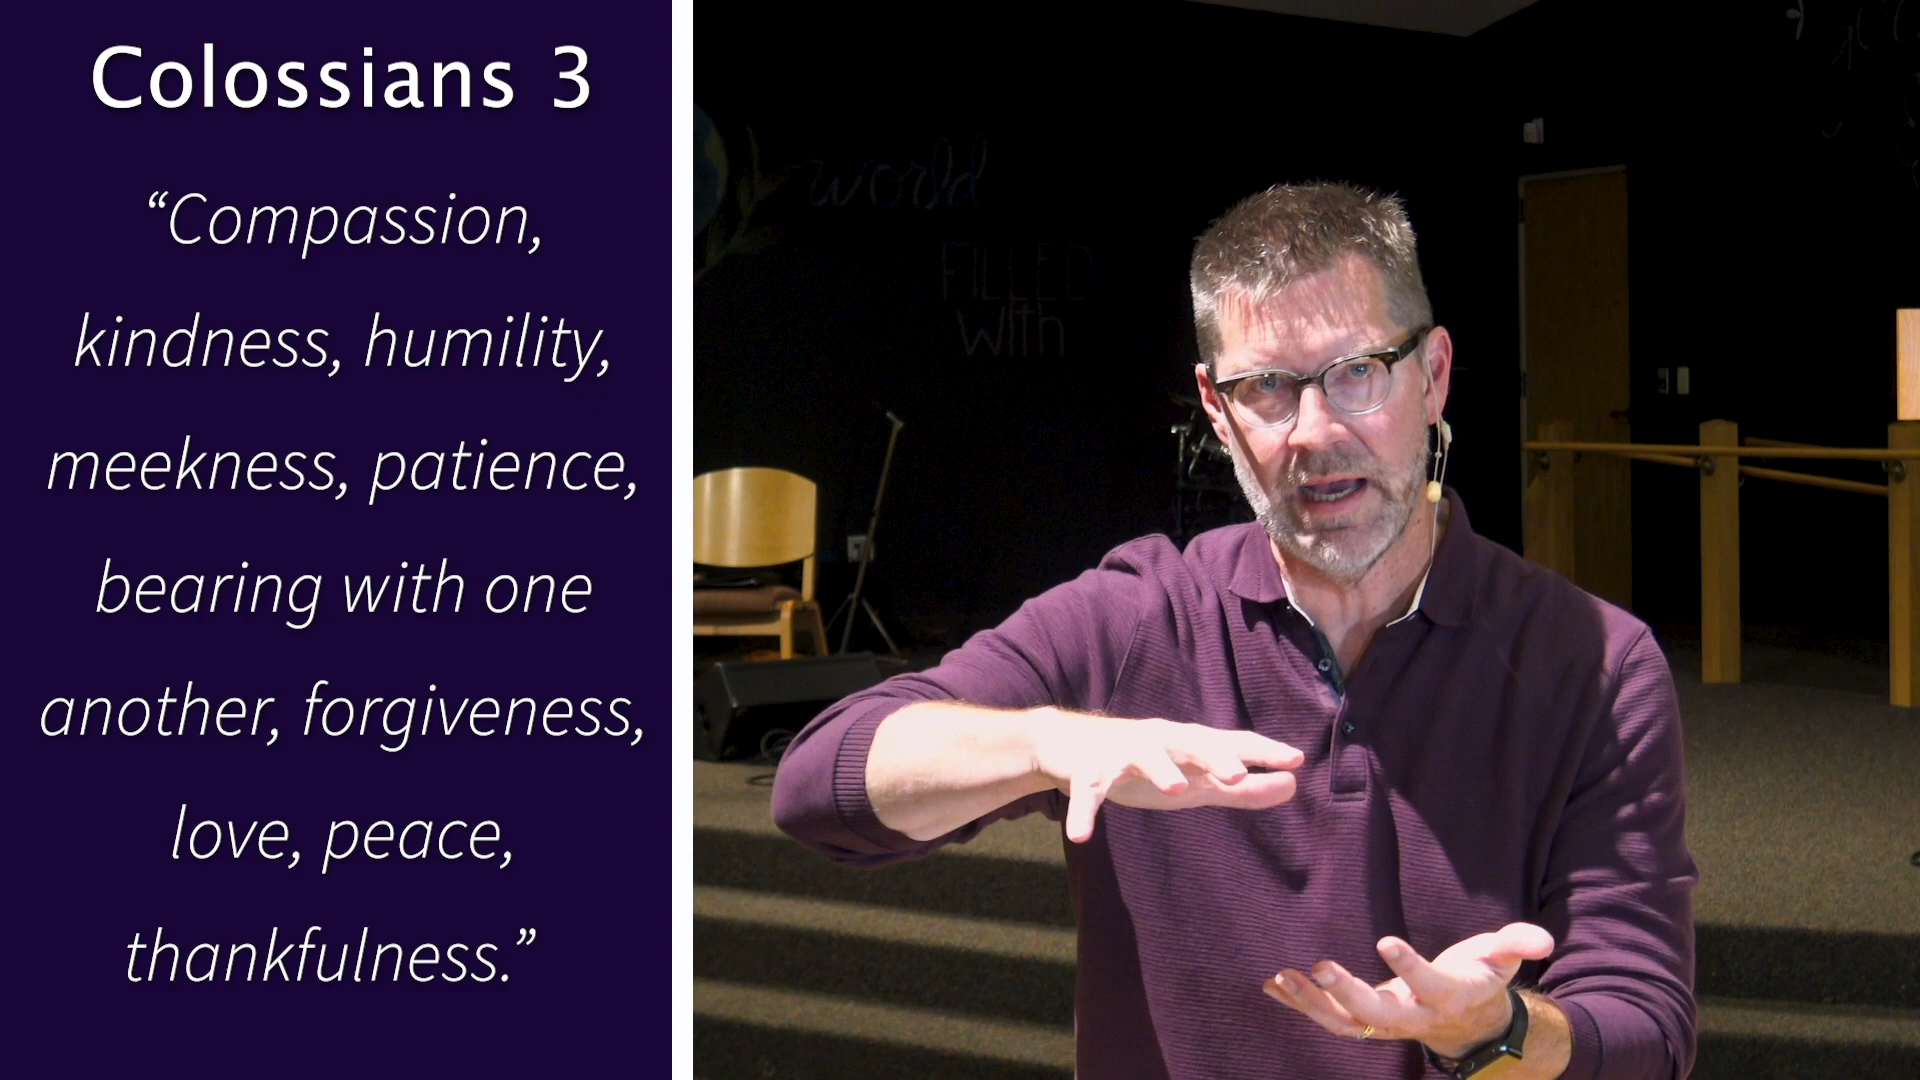 Colossians 3
“Compassion,
kindness, humility,
meekness, patience,
bearing with one
another, forgiveness,
love, peace,
thankfulness.”
world
FILLED
with